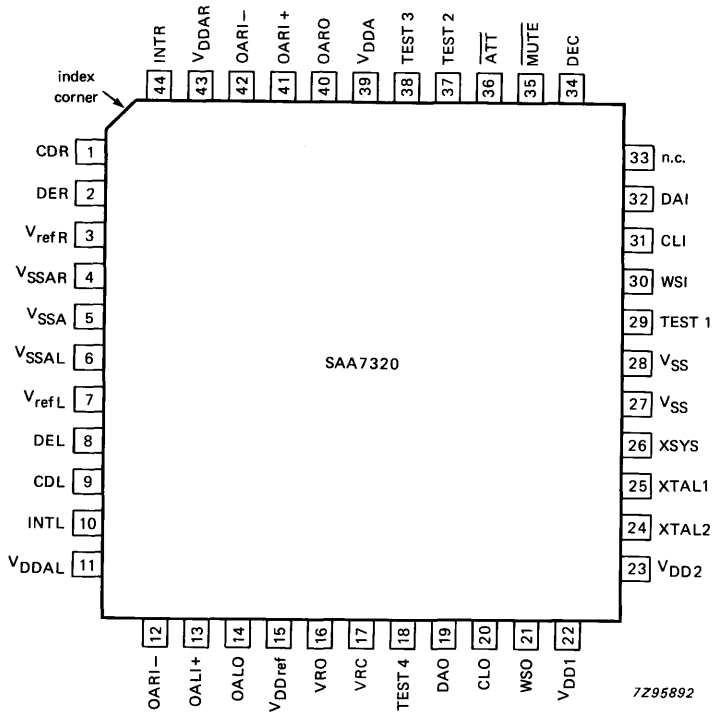 44 INTR
43 VDDAR
42 OARI−
41 OARI+
40 OARO
39 VDDA
38 TEST 3
37 TEST 2
36 A̅T̅T̅
35 M̅U̅T̅E̅
34 DEC
index
corner
CDR 1
DER 2
VrefR 3
VSSAR 4
VSSA 5
VSSAL 6
VrefL 7
DEL 8
CDL 9
INTL 10
VDDAL 11
SAA7320
33 n.c.
32 DAI
31 CLI
30 WSI
29 TEST 1
28 VSS
27 VSS
26 XSYS
25 XTAL1
24 XTAL2
23 VDD2
OARI− 12
OALI+ 13
OALO 14
VDDref 15
VRO 16
VRC 17
TEST 4 18
DAO 19
CLO 20
WSO 21
VDD1 22
7Z95892